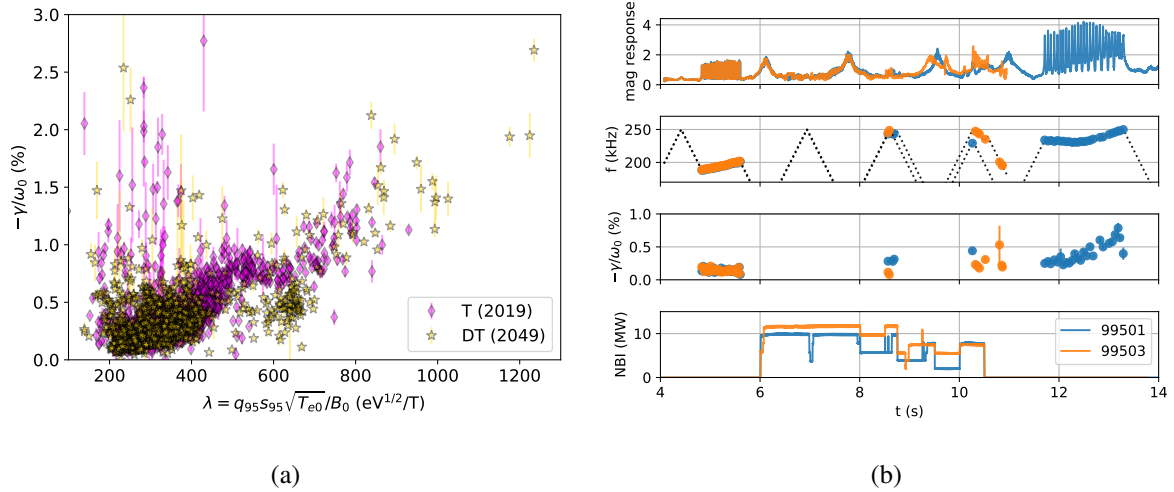 3.0
2.5
2.0
1.5
1.0
0.5
0.0
−γ/ω₀ (%)
200 400 600 800 1000 1200
λ = q₉₅s₉₅√Tₑ₀/B₀ (eV^{1/2}/T)
T (2019)
DT (2049)
(a)
4
2
0
mag response
250
200
f (kHz)
1.0
0.5
0.0
−γ/ω₀ (%)
10
0
NBI (MW)
99501
99503
4 6 8 10 12 14
t (s)
(b)